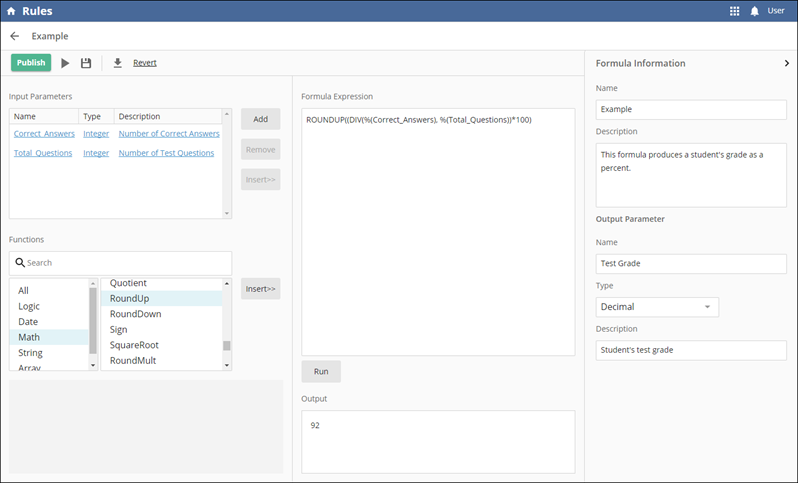 Rules
User
Example
Publish
Revert
Input Parameters
Name Type Description
Correct_Answers Integer Number of Correct Answers
Total_Questions Integer Number of Test Questions
Add
Remove
Insert>>
Functions
Search
All
Logic
Date
Math
String
Array
Quotient
RoundUp
RoundDown
Sign
SquareRoot
RoundMult
Insert>>
Formula Expression
ROUNDUP((DIV(%(Correct_Answers), %(Total_Questions))*100)
Run
Output
92
Formula Information
Name
Example
Description
This formula produces a student's grade as a
percent.
Output Parameter
Name
Test Grade
Type
Decimal
Description
Student's test grade